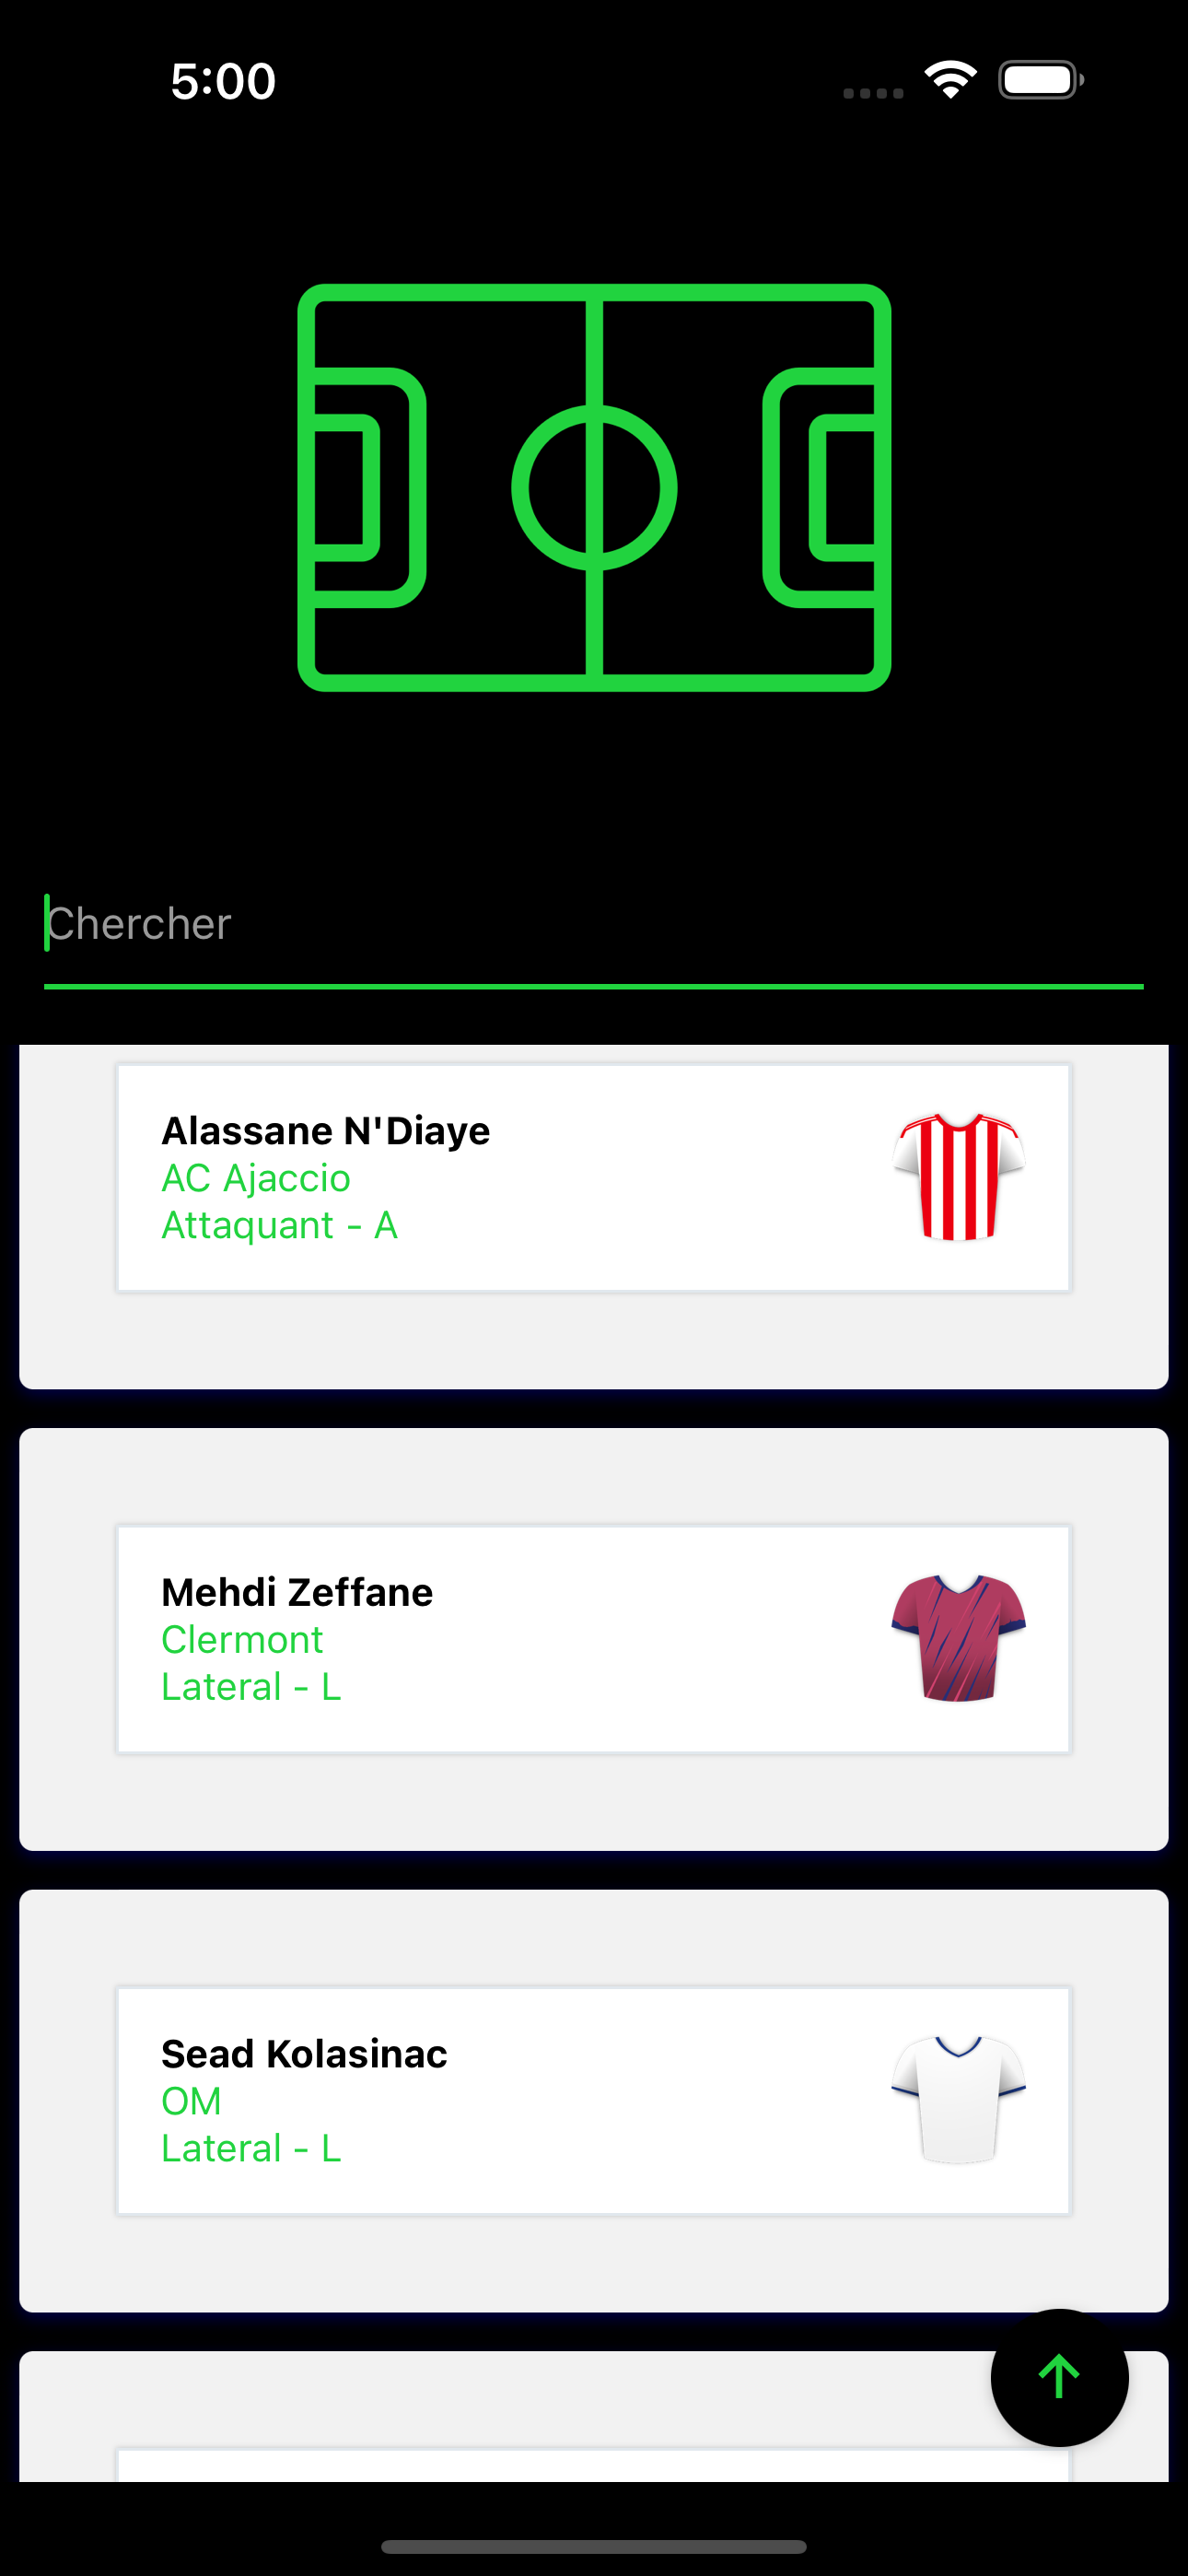 5:00
Chercher
Alassane N'Diaye
AC Ajaccio
Attaquant - A
Mehdi Zeffane
Clermont
Lateral - L
Sead Kolasinac
OM
Lateral - L